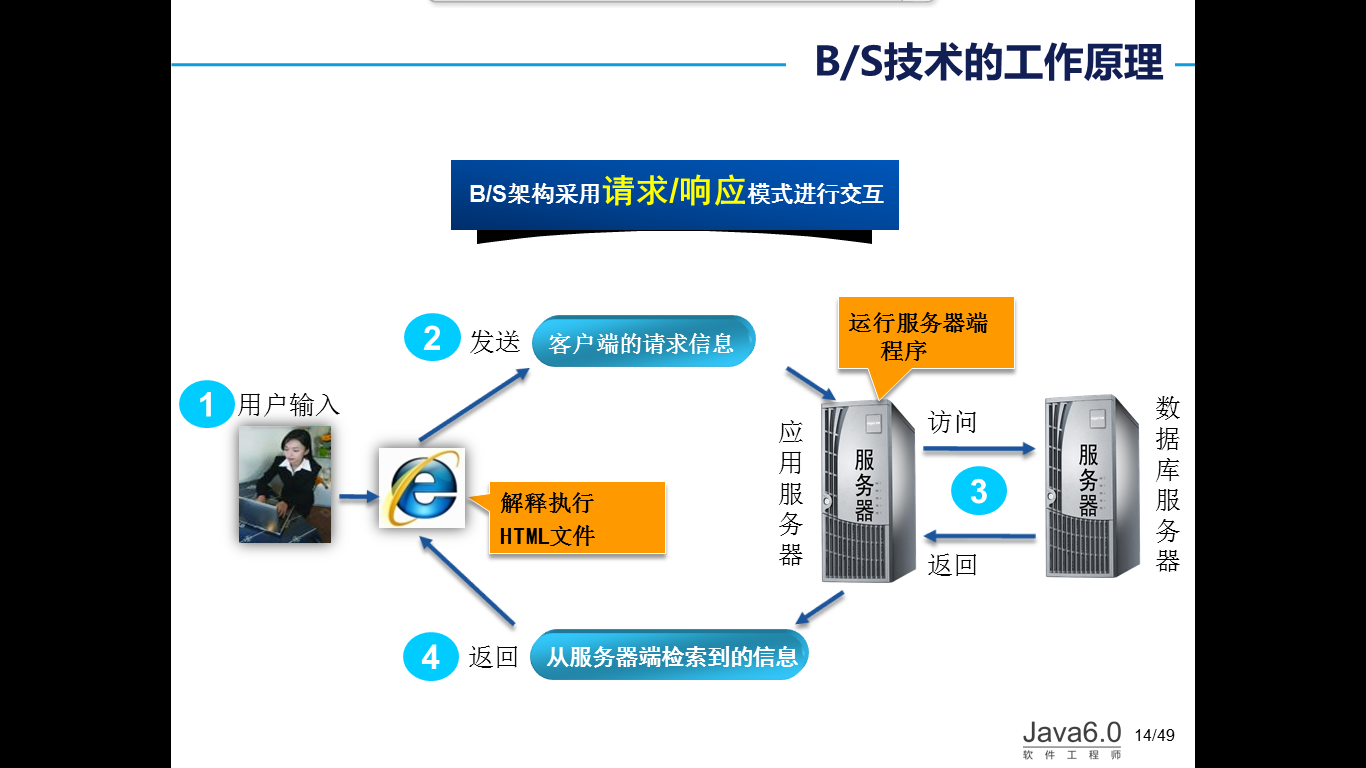 B/S技术的工作原理
B/S架构采用请求/响应模式进行交互
2 发送 客户端的请求信息
运行服务器端
程序
1 用户输入
解释执行
HTML文件
应用服务器
服务器
访问
3
返回
服务器
数据库服务器
4 返回 从服务器端检索到的信息
Java6.0
软件工程师
14/49